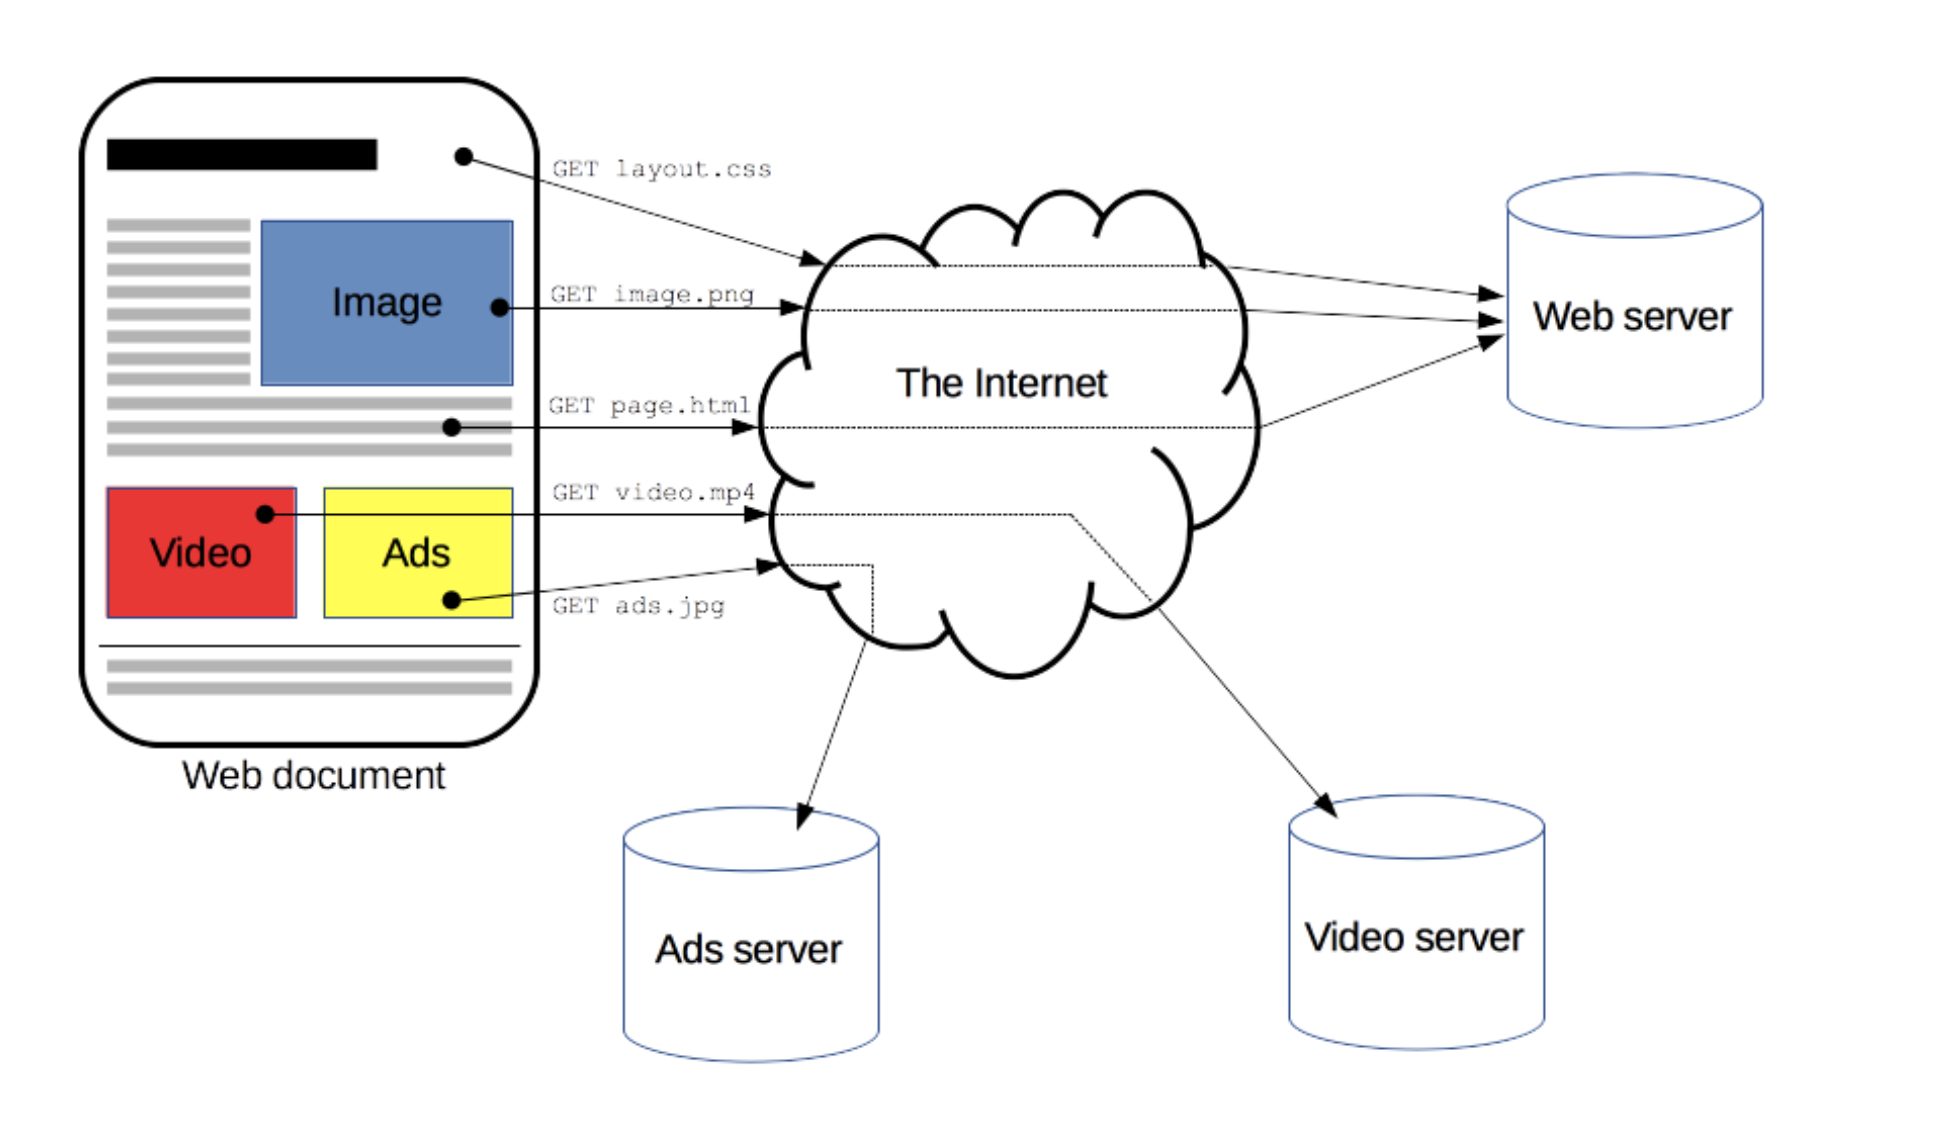 GET layout.css
Image
GET image.png
Web server
The Internet
GET page.html
GET video.mp4
Video
Ads
GET ads.jpg
Web document
Ads server
Video server